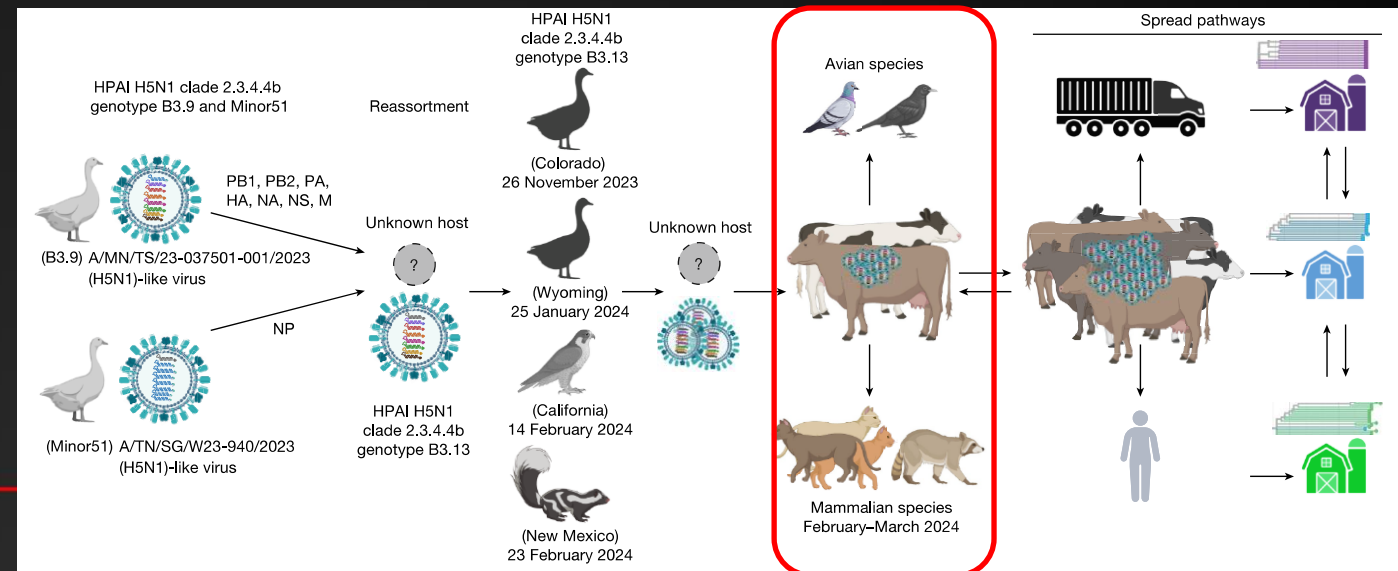 HPAI H5N1 clade 2.3.4.4b
genotype B3.9 and Minor51
PB1, PB2, PA,
HA, NA, NS, M
(B3.9) A/MN/TS/23-037501-001/2023
(H5N1)-like virus
NP
(Minor51) A/TN/SG/W23-940/2023
(H5N1)-like virus
Reassortment
Unknown host
?
HPAI H5N1
clade 2.3.4.4b
genotype B3.13
HPAI H5N1
clade 2.3.4.4b
genotype B3.13
(Colorado)
26 November 2023
(Wyoming)
25 January 2024
(California)
14 February 2024
(New Mexico)
23 February 2024
Unknown host
?
Avian species
Mammalian species
February–March 2024
Spread pathways